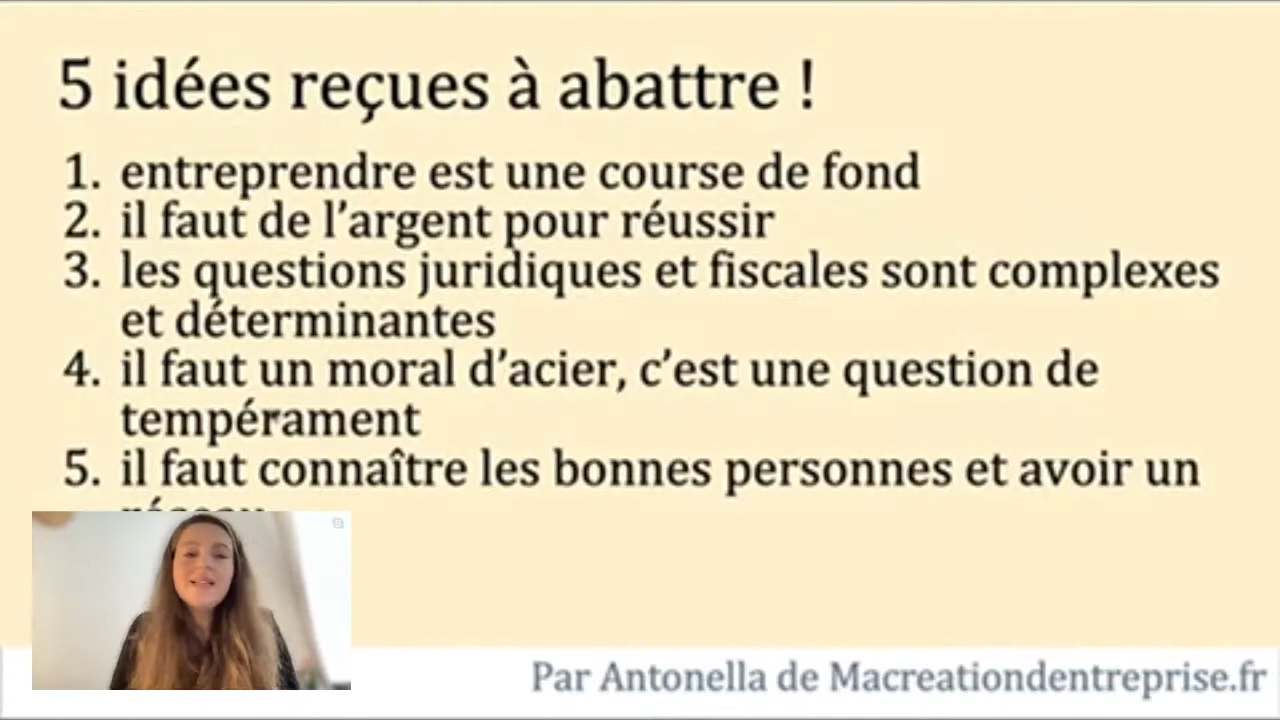 5 idées reçues à abattre !
1. entreprendre est une course de fond
2. il faut de l’argent pour réussir
3. les questions juridiques et fiscales sont complexes
et déterminantes
4. il faut un moral d’acier, c’est une question de
tempérament
5. il faut connaître les bonnes personnes et avoir un
Par Antonella de Macreationdentreprise.fr